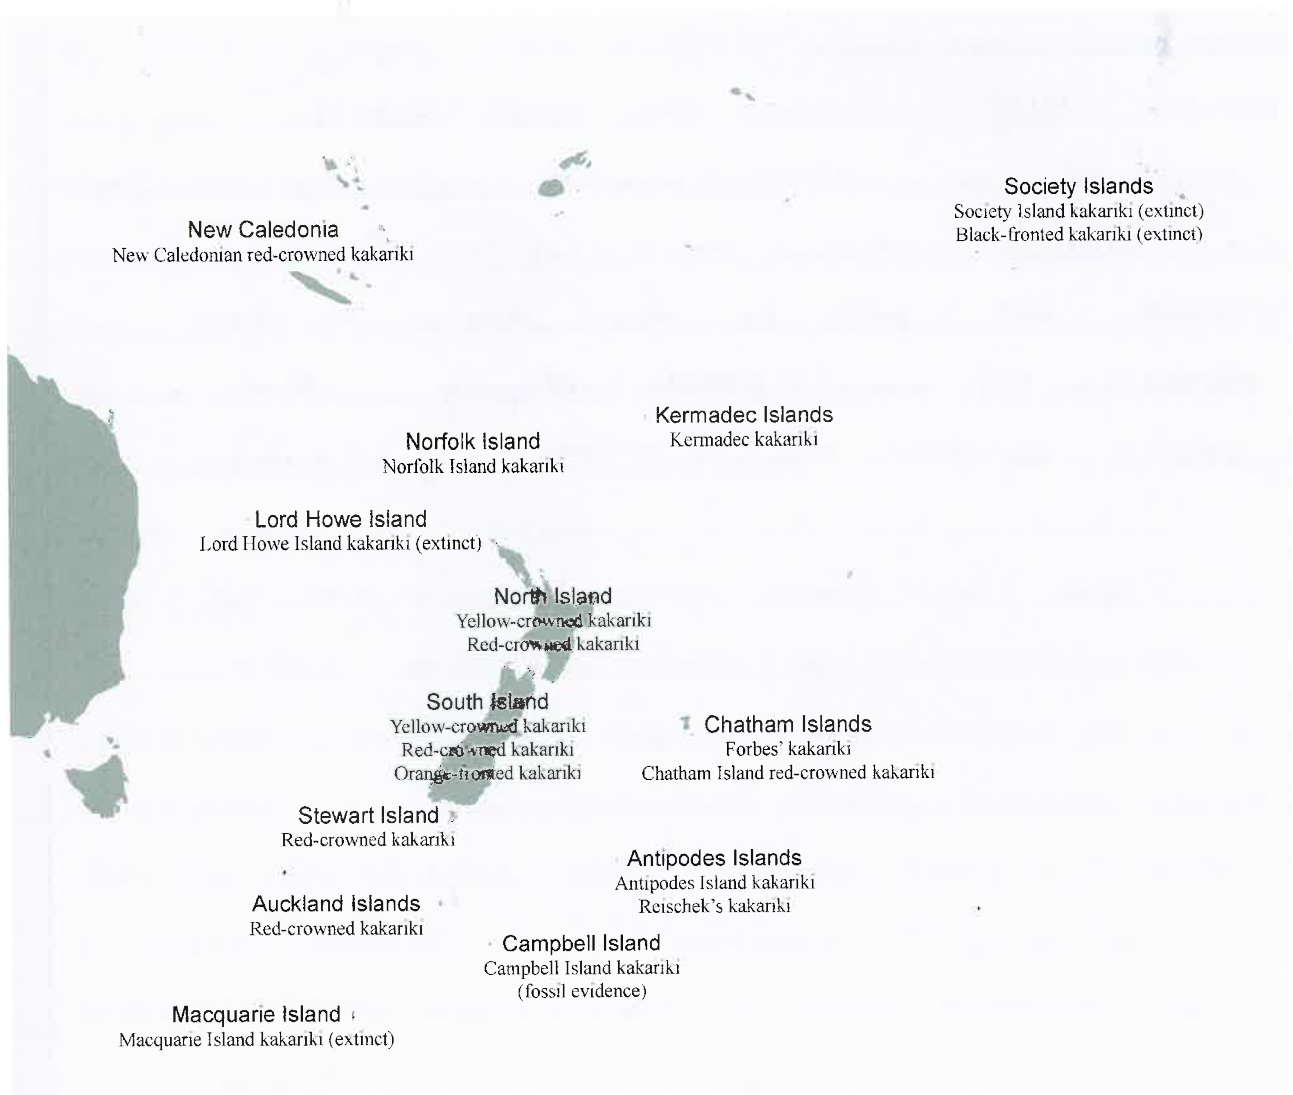 Society Islands
Society Island kakariki (extinct)
Black-fronted kakariki (extinct)
New Caledonia
New Caledonian red-crowned kakariki
Kermadec Islands
Kermadec kakariki
Norfolk Island
Norfolk Island kakariki
Lord Howe Island
Lord Howe Island kakariki (extinct)
North Island
Yellow-crowned kakariki
Red-crowned kakariki
South Island
Yellow-crowned kakariki
Red-crowned kakariki
Orange-fronted kakariki
Chatham Islands
Forbes' kakariki
Chatham Island red-crowned kakariki
Stewart Island
Red-crowned kakariki
Antipodes Islands
Antipodes Island kakariki
Reischek's kakariki
Auckland Islands
Red-crowned kakariki
Campbell Island
Campbell Island kakariki
(fossil evidence)
Macquarie Island
Macquarie Island kakariki (extinct)